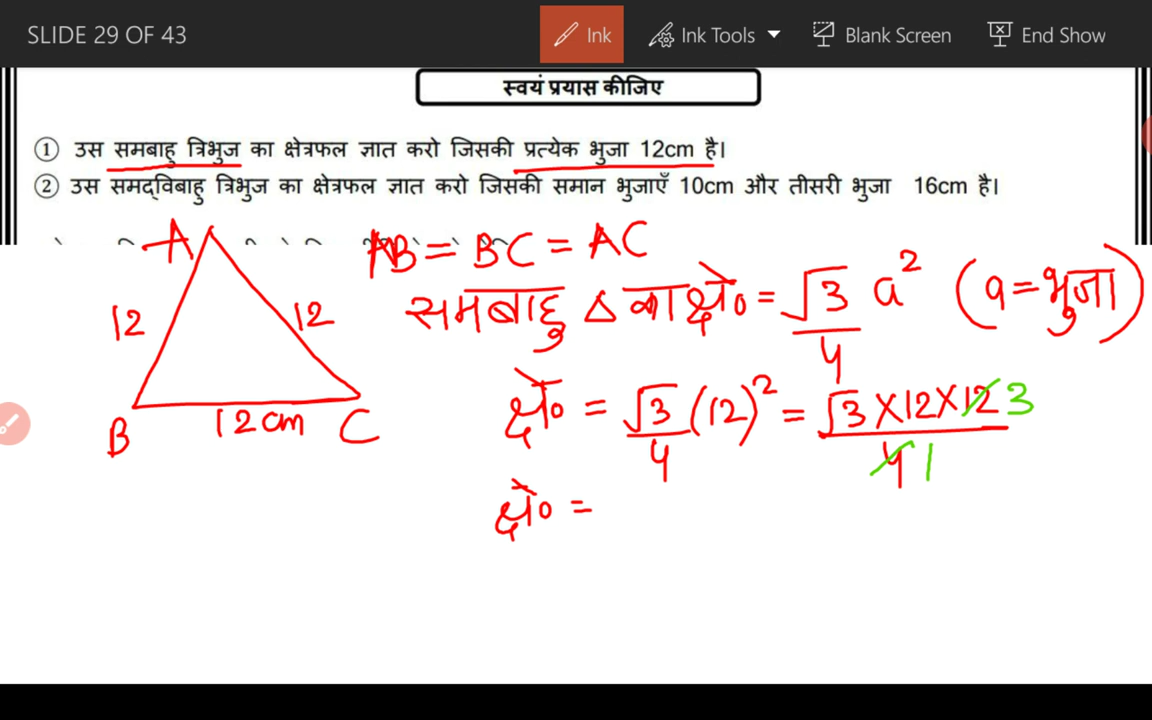 SLIDE 29 OF 43 Ink Ink Tools Blank Screen End Show
स्वयं प्रयास कीजिए
① उस समबाहु त्रिभुज का क्षेत्रफल ज्ञात करो जिसकी प्रत्येक भुजा 12cm है।
② उस समद्विबाहु त्रिभुज का क्षेत्रफल ज्ञात करो जिसकी समान भुजाएँ 10cm और तीसरी भुजा 16cm है।
A AB = BC = AC
समबाहु Δ का क्षे० = √3/4 a² (a = भुजा)
12 12
क्षे० = √3/4 (12)² = √3 × 12 × 12 3 / 4 1
B 12cm C
क्षे० =